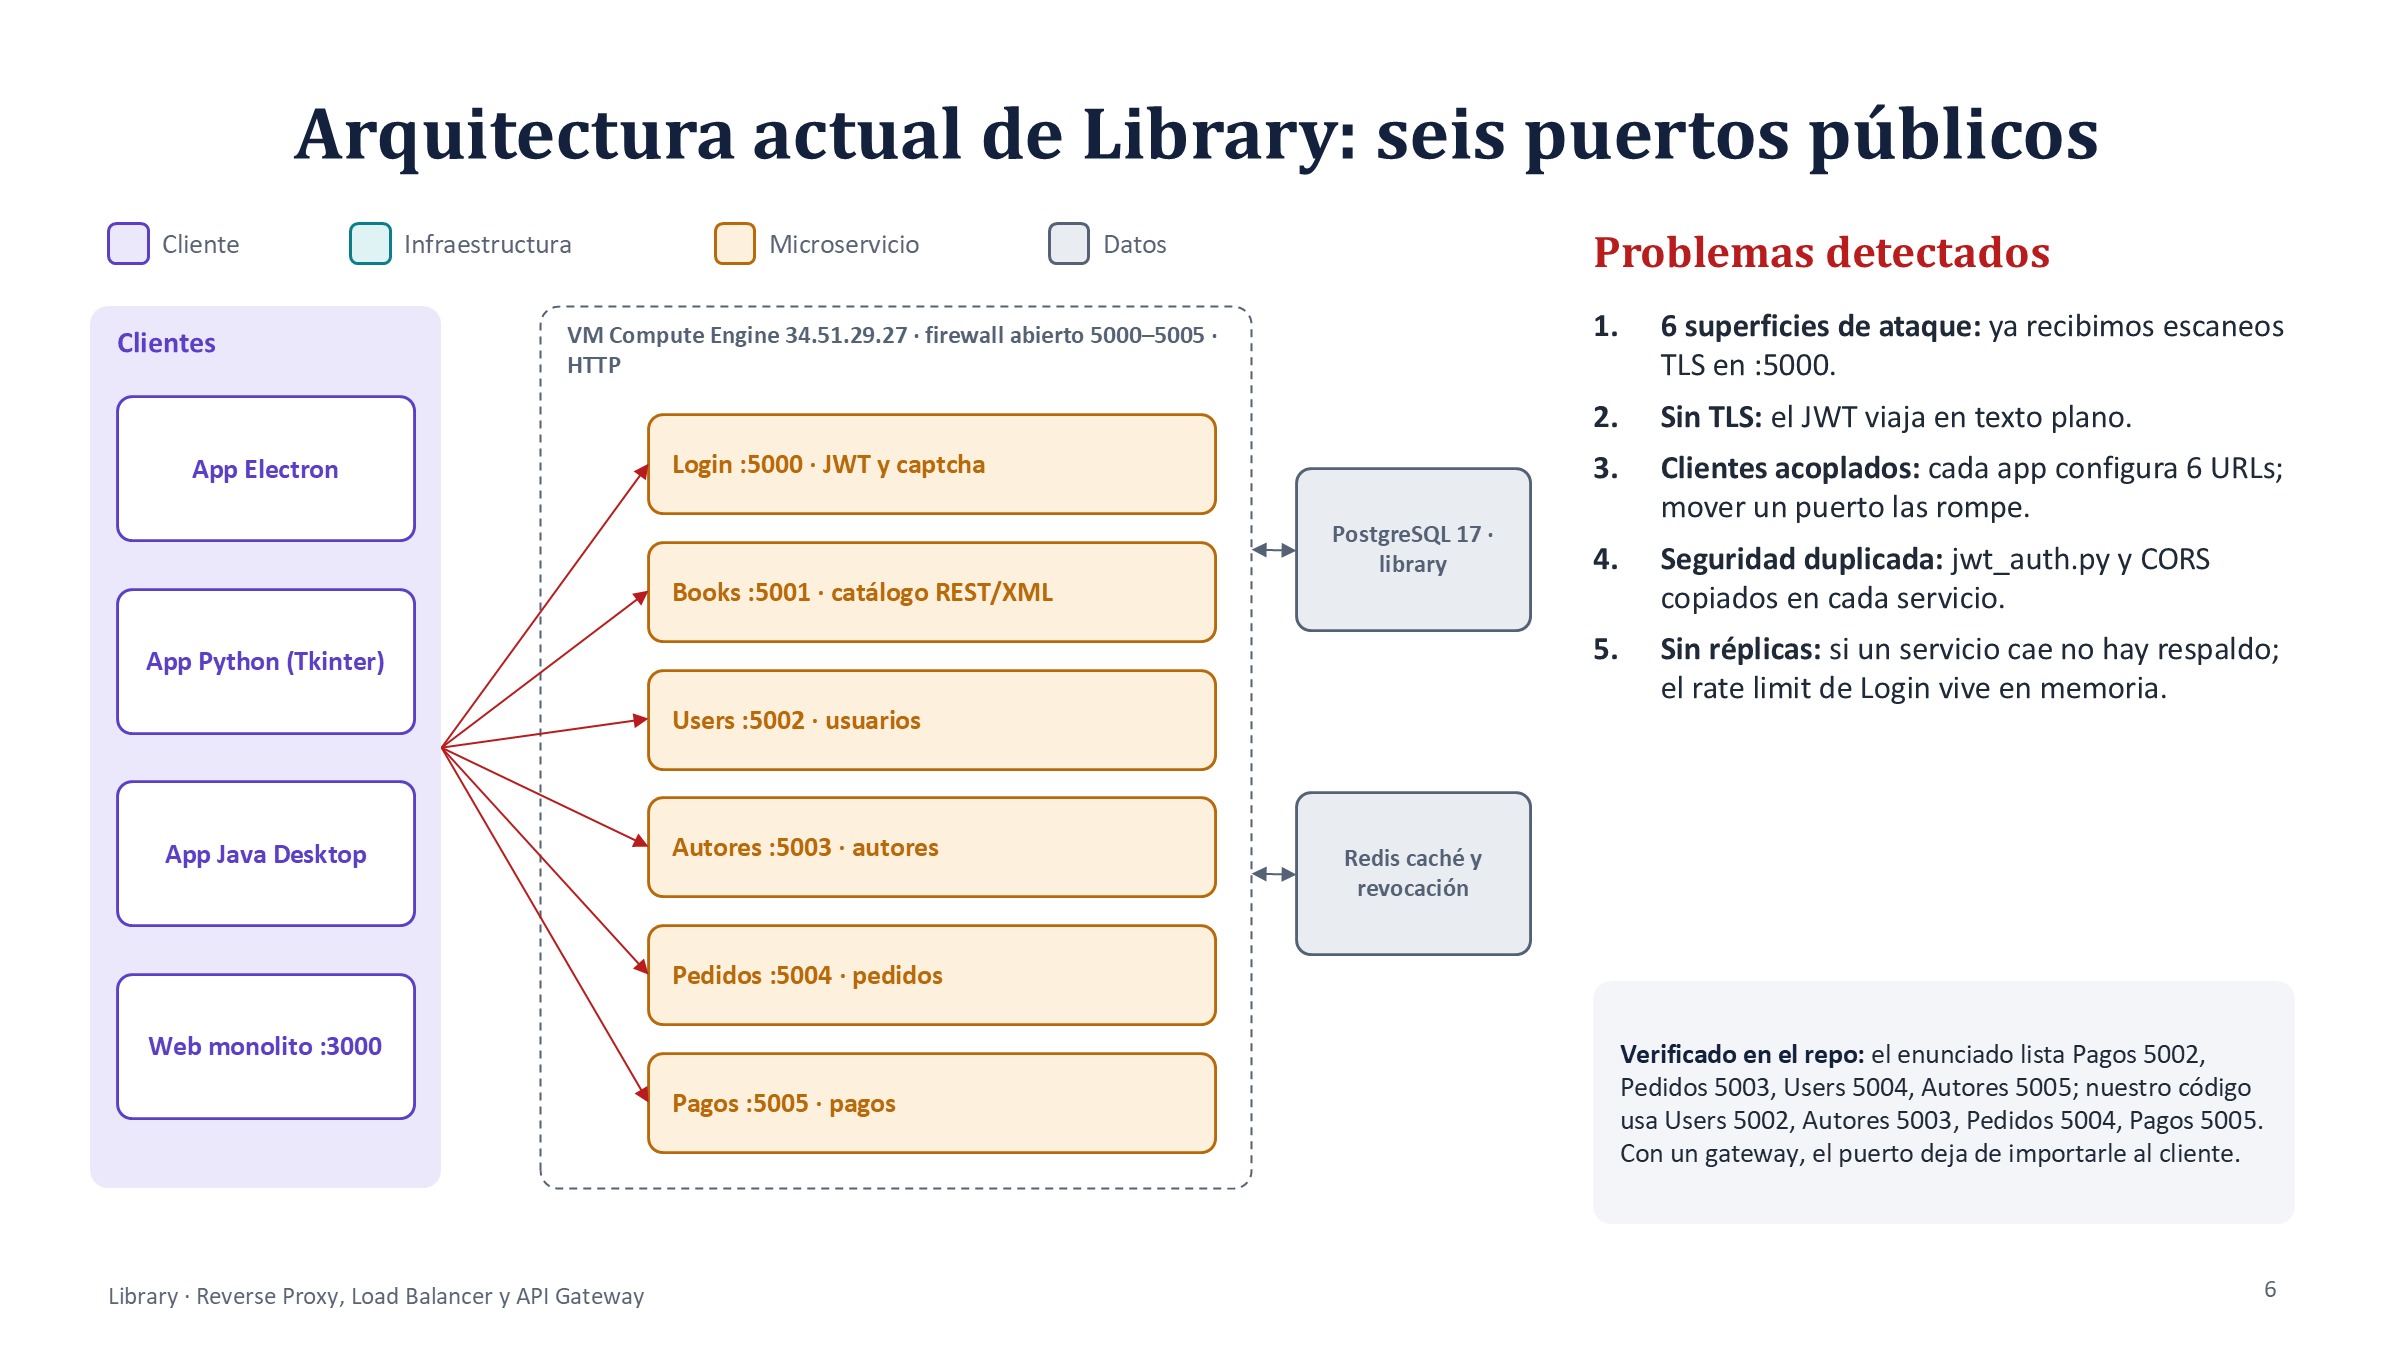 Arquitectura actual de Library: seis puertos públicos
Cliente
Infraestructura
Microservicio
Datos
Clientes
App Electron
App Python (Tkinter)
App Java Desktop
Web monolito :3000
VM Compute Engine 34.51.29.27 · firewall abierto 5000–5005 ·
HTTP
Login :5000 · JWT y captcha
Books :5001 · catálogo REST/XML
Users :5002 · usuarios
Autores :5003 · autores
Pedidos :5004 · pedidos
Pagos :5005 · pagos
PostgreSQL 17 ·
library
Redis caché y
revocación
Problemas detectados
1. 6 superficies de ataque: ya recibimos escaneos
TLS en :5000.
2. Sin TLS: el JWT viaja en texto plano.
3. Clientes acoplados: cada app configura 6 URLs;
mover un puerto las rompe.
4. Seguridad duplicada: jwt_auth.py y CORS
copiados en cada servicio.
5. Sin réplicas: si un servicio cae no hay respaldo;
el rate limit de Login vive en memoria.
Verificado en el repo: el enunciado lista Pagos 5002,
Pedidos 5003, Users 5004, Autores 5005; nuestro código
usa Users 5002, Autores 5003, Pedidos 5004, Pagos 5005.
Con un gateway, el puerto deja de importarle al cliente.
Library · Reverse Proxy, Load Balancer y API Gateway
6